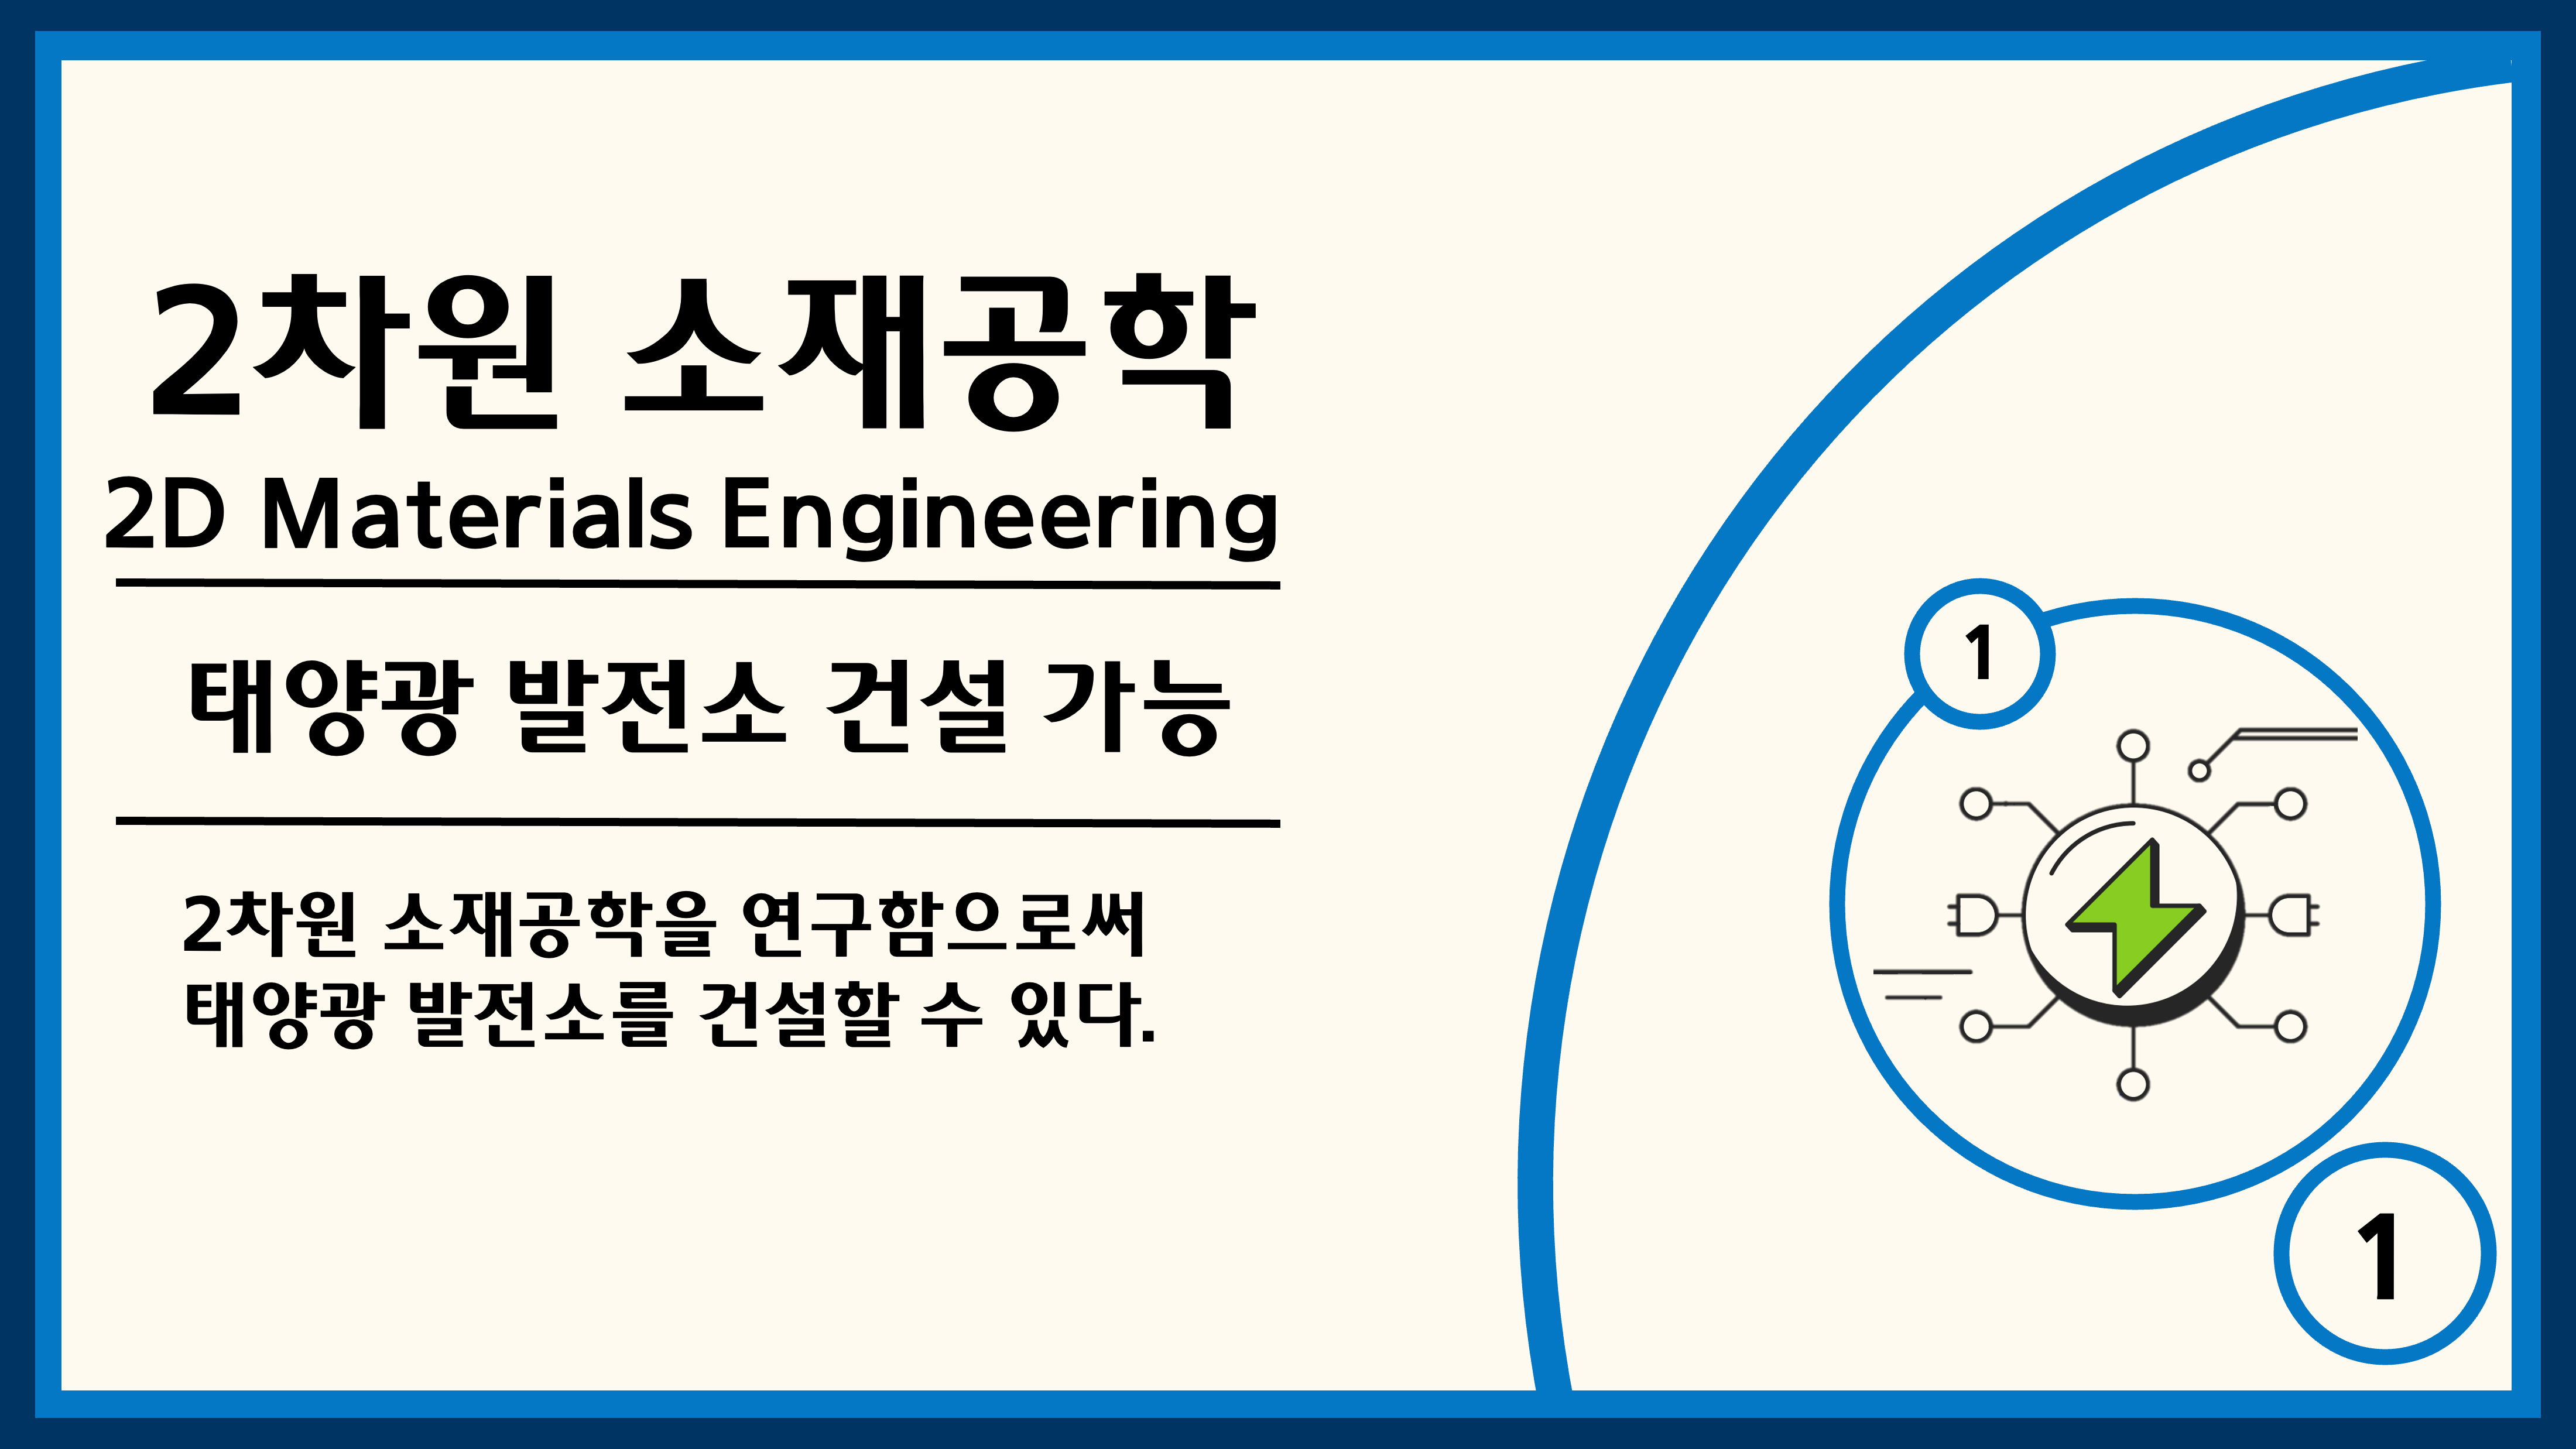 2차원 소재공학
2D Materials Engineering
태양광 발전소 건설 가능
2차원 소재공학을 연구함으로써
태양광 발전소를 건설할 수 있다.
1
1